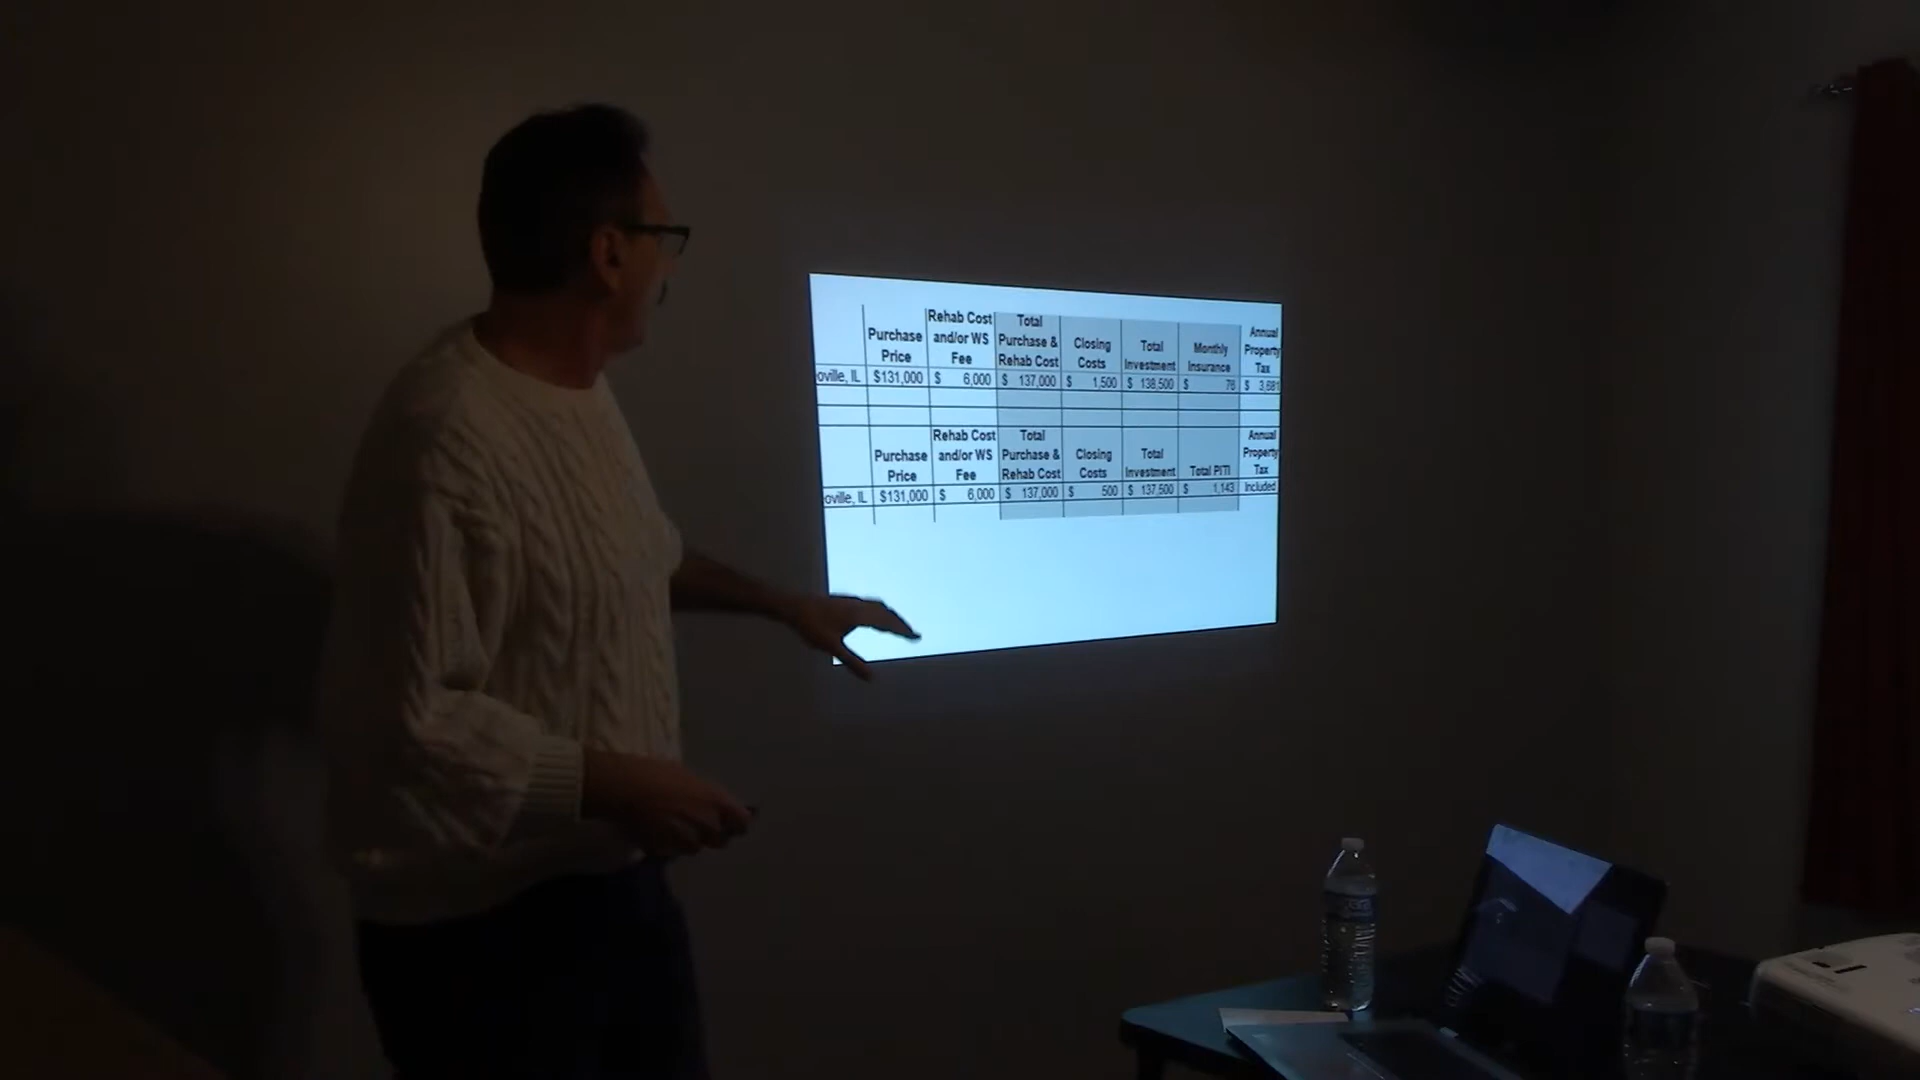 Purchase Price
Rehab Cost and/or WS Fee
Total Purchase & Rehab Cost
Closing Costs
Total Investment
Monthly Insurance
Annual Property Tax
oville, IL $131,000 $ 6,000 $ 137,000 $ 1,500 $ 138,500 $ 76 $ 3,681
Purchase Price
Rehab Cost and/or WS Fee
Total Purchase & Rehab Cost
Closing Costs
Total Investment
Total PITI
Annual Property Tax
oville, IL $131,000 $ 6,000 $ 137,000 $ 500 $ 137,500 $ 1,143 Included